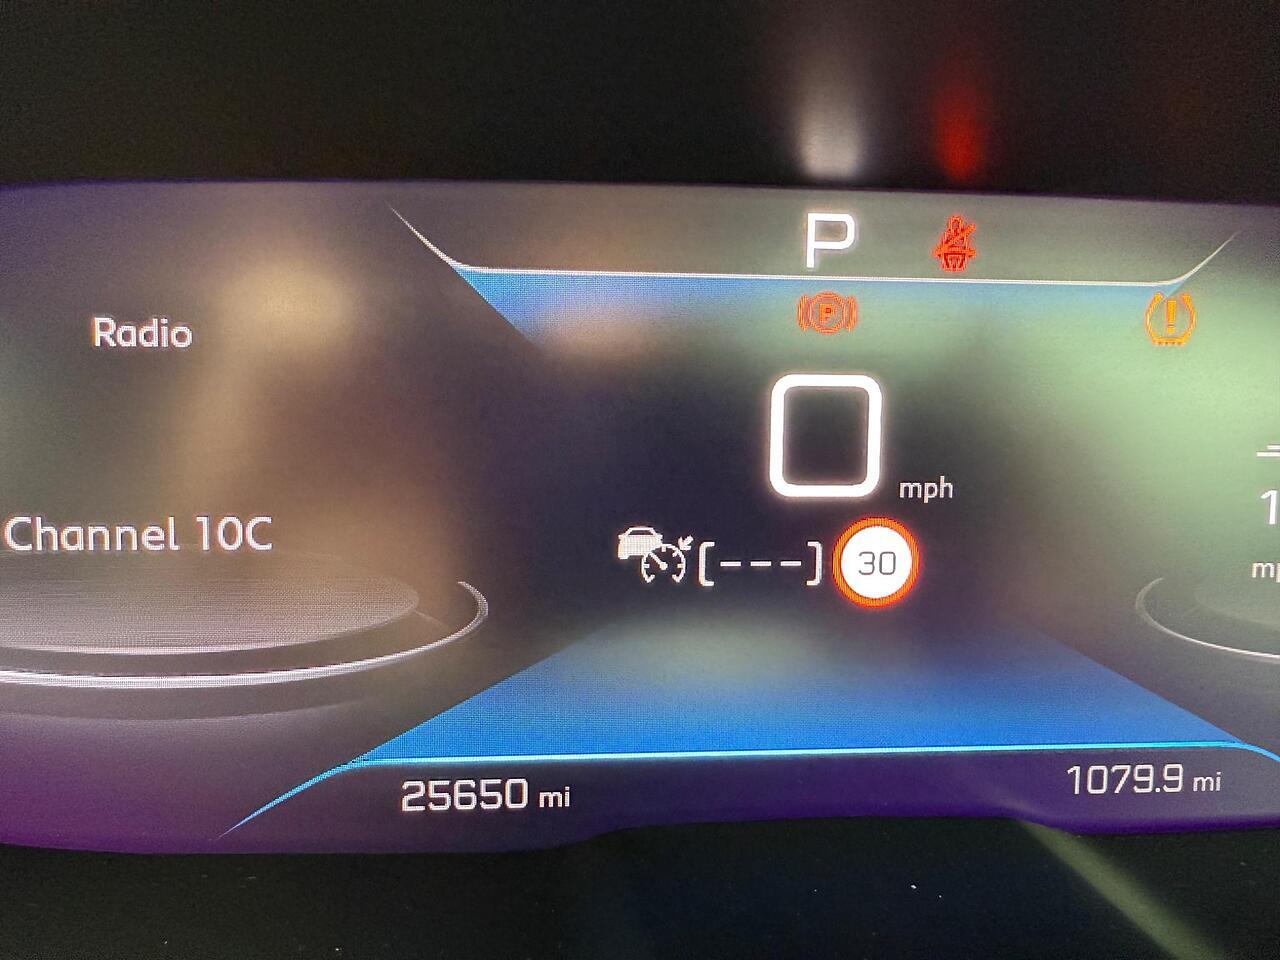 P
Radio
P
!
0
mph
Channel 10C
[---]
30
25650 mi
1079.9 mi